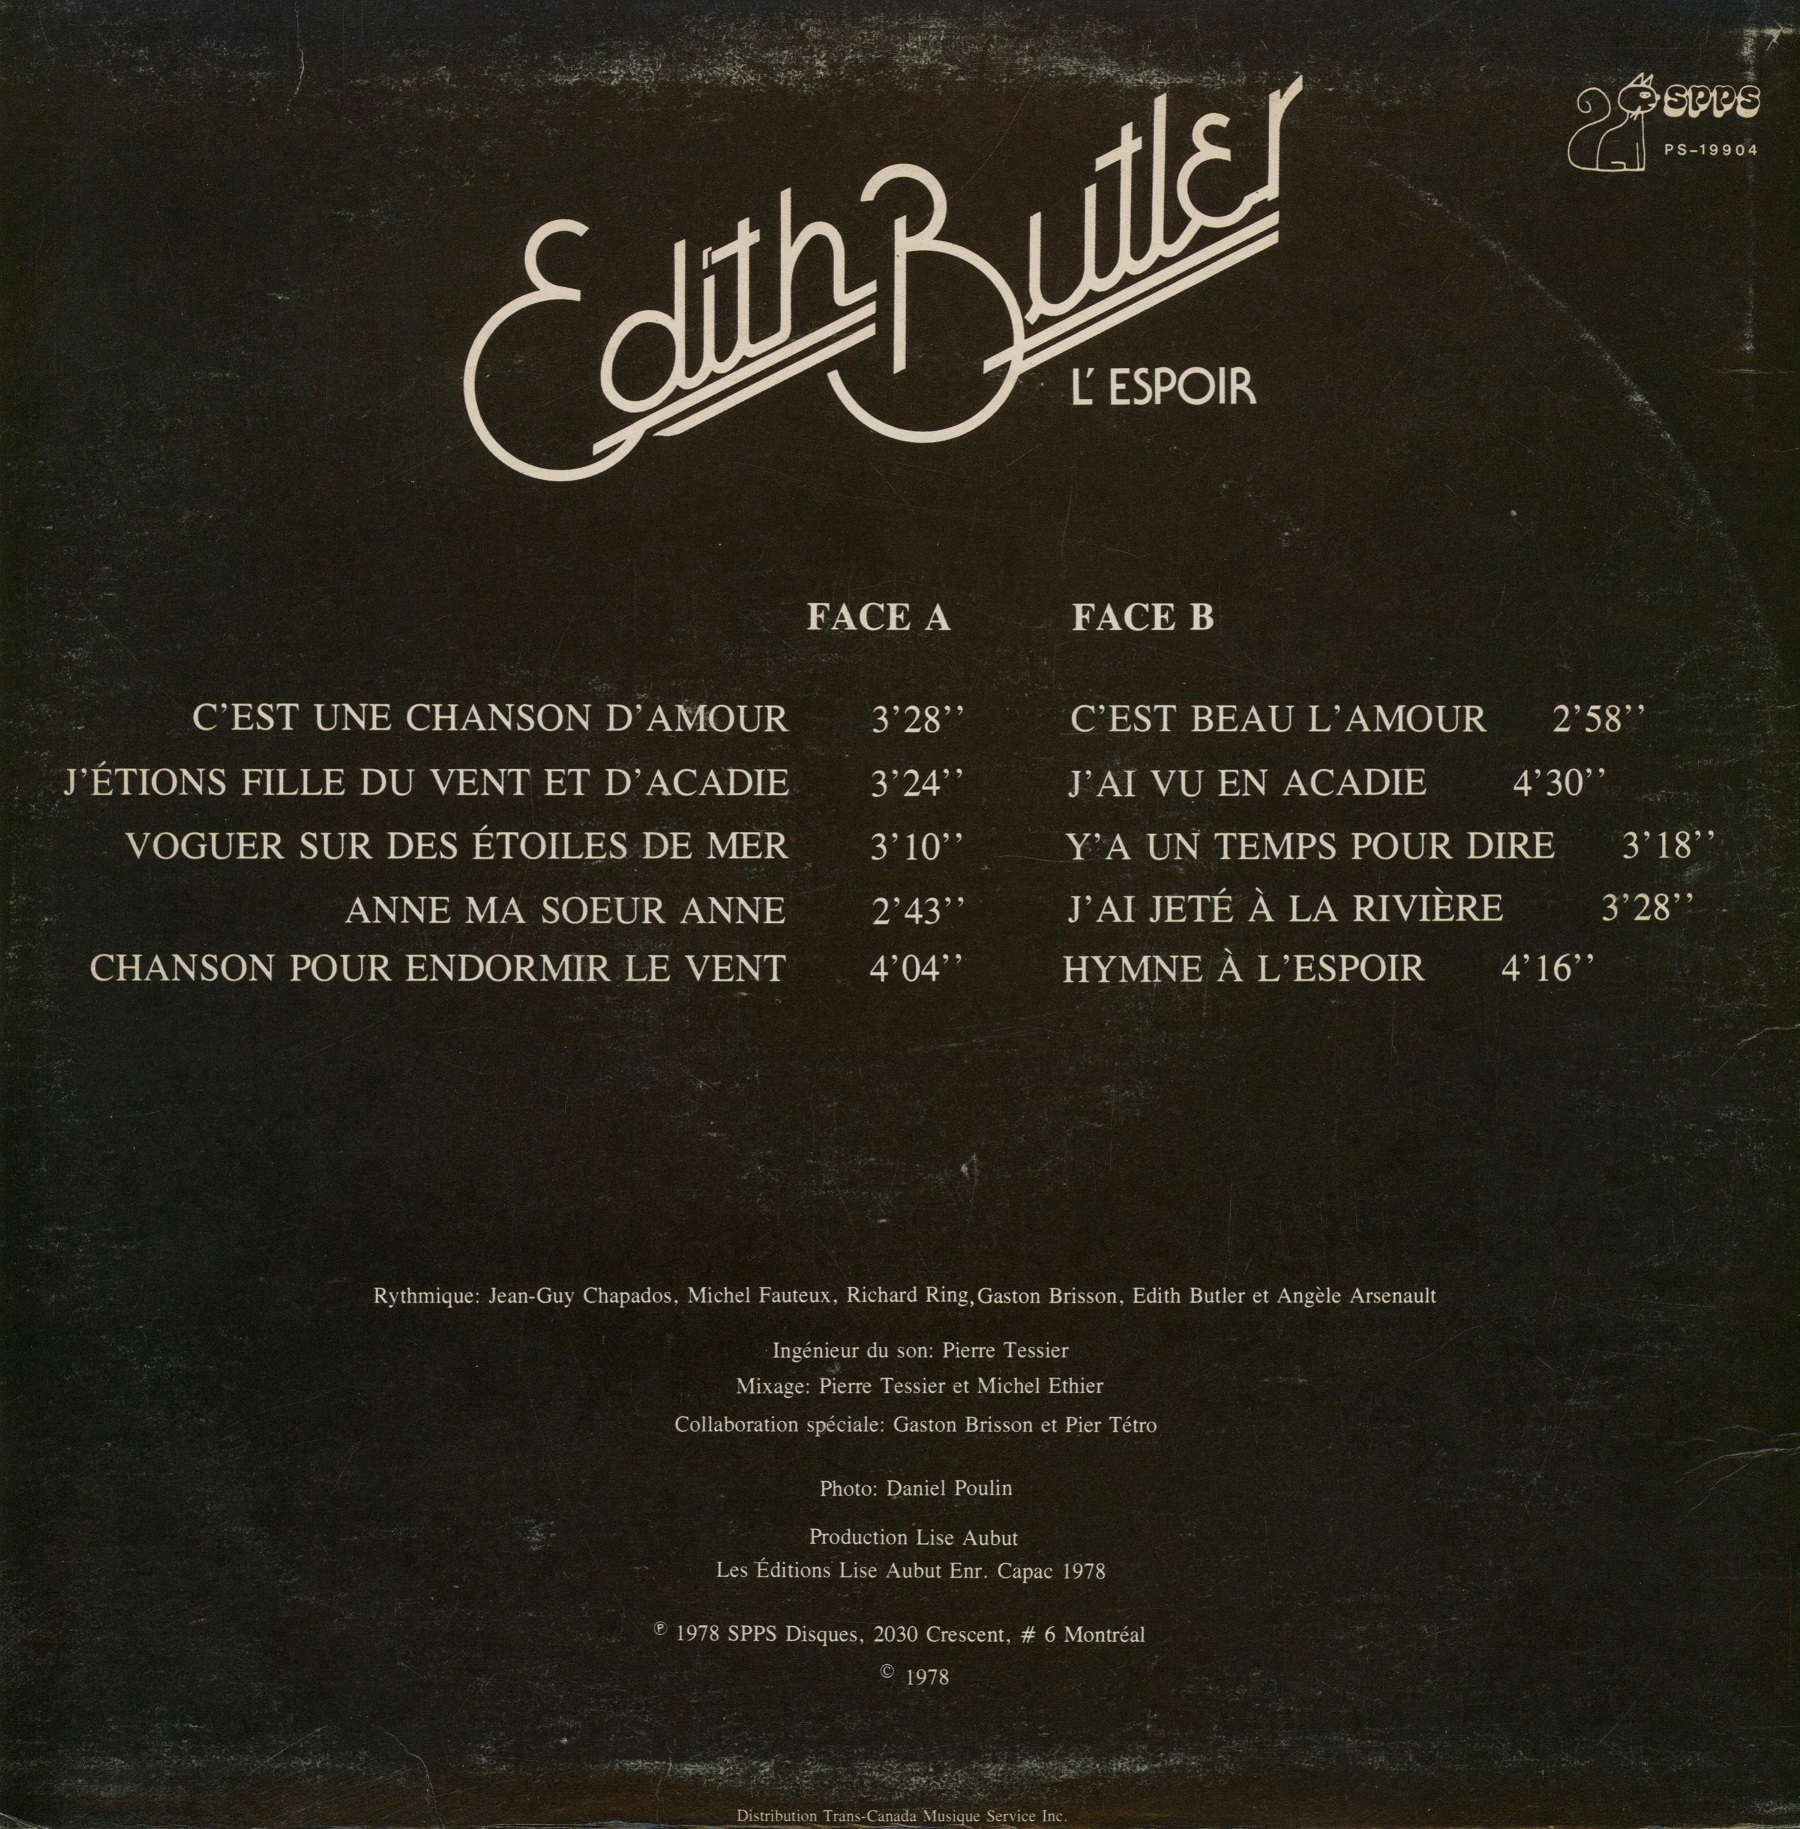 SPPS
PS-19904
Edith Butler
L'ESPOIR
FACE A
C'EST UNE CHANSON D'AMOUR 3'28''
J'ÉTIONS FILLE DU VENT ET D'ACADIE 3'24''
VOGUER SUR DES ÉTOILES DE MER 3'10''
ANNE MA SOEUR ANNE 2'43''
CHANSON POUR ENDORMIR LE VENT 4'04''
FACE B
C'EST BEAU L'AMOUR 2'58''
J'AI VU EN ACADIE 4'30''
Y'A UN TEMPS POUR DIRE 3'18''
J'AI JETÉ À LA RIVIÈRE 3'28''
HYMNE À L'ESPOIR 4'16''
Rythmique: Jean-Guy Chapados, Michel Fauteux, Richard Ring, Gaston Brisson, Edith Butler et Angèle Arsenault
Ingénieur du son: Pierre Tessier
Mixage: Pierre Tessier et Michel Ethier
Collaboration spéciale: Gaston Brisson et Pier Tétro
Photo: Daniel Poulin
Production Lise Aubut
Les Éditions Lise Aubut Enr. Capac 1978
℗ 1978 SPPS Disques, 2030 Crescent, # 6 Montréal
© 1978
Distribution Trans-Canada Musique Service Inc.